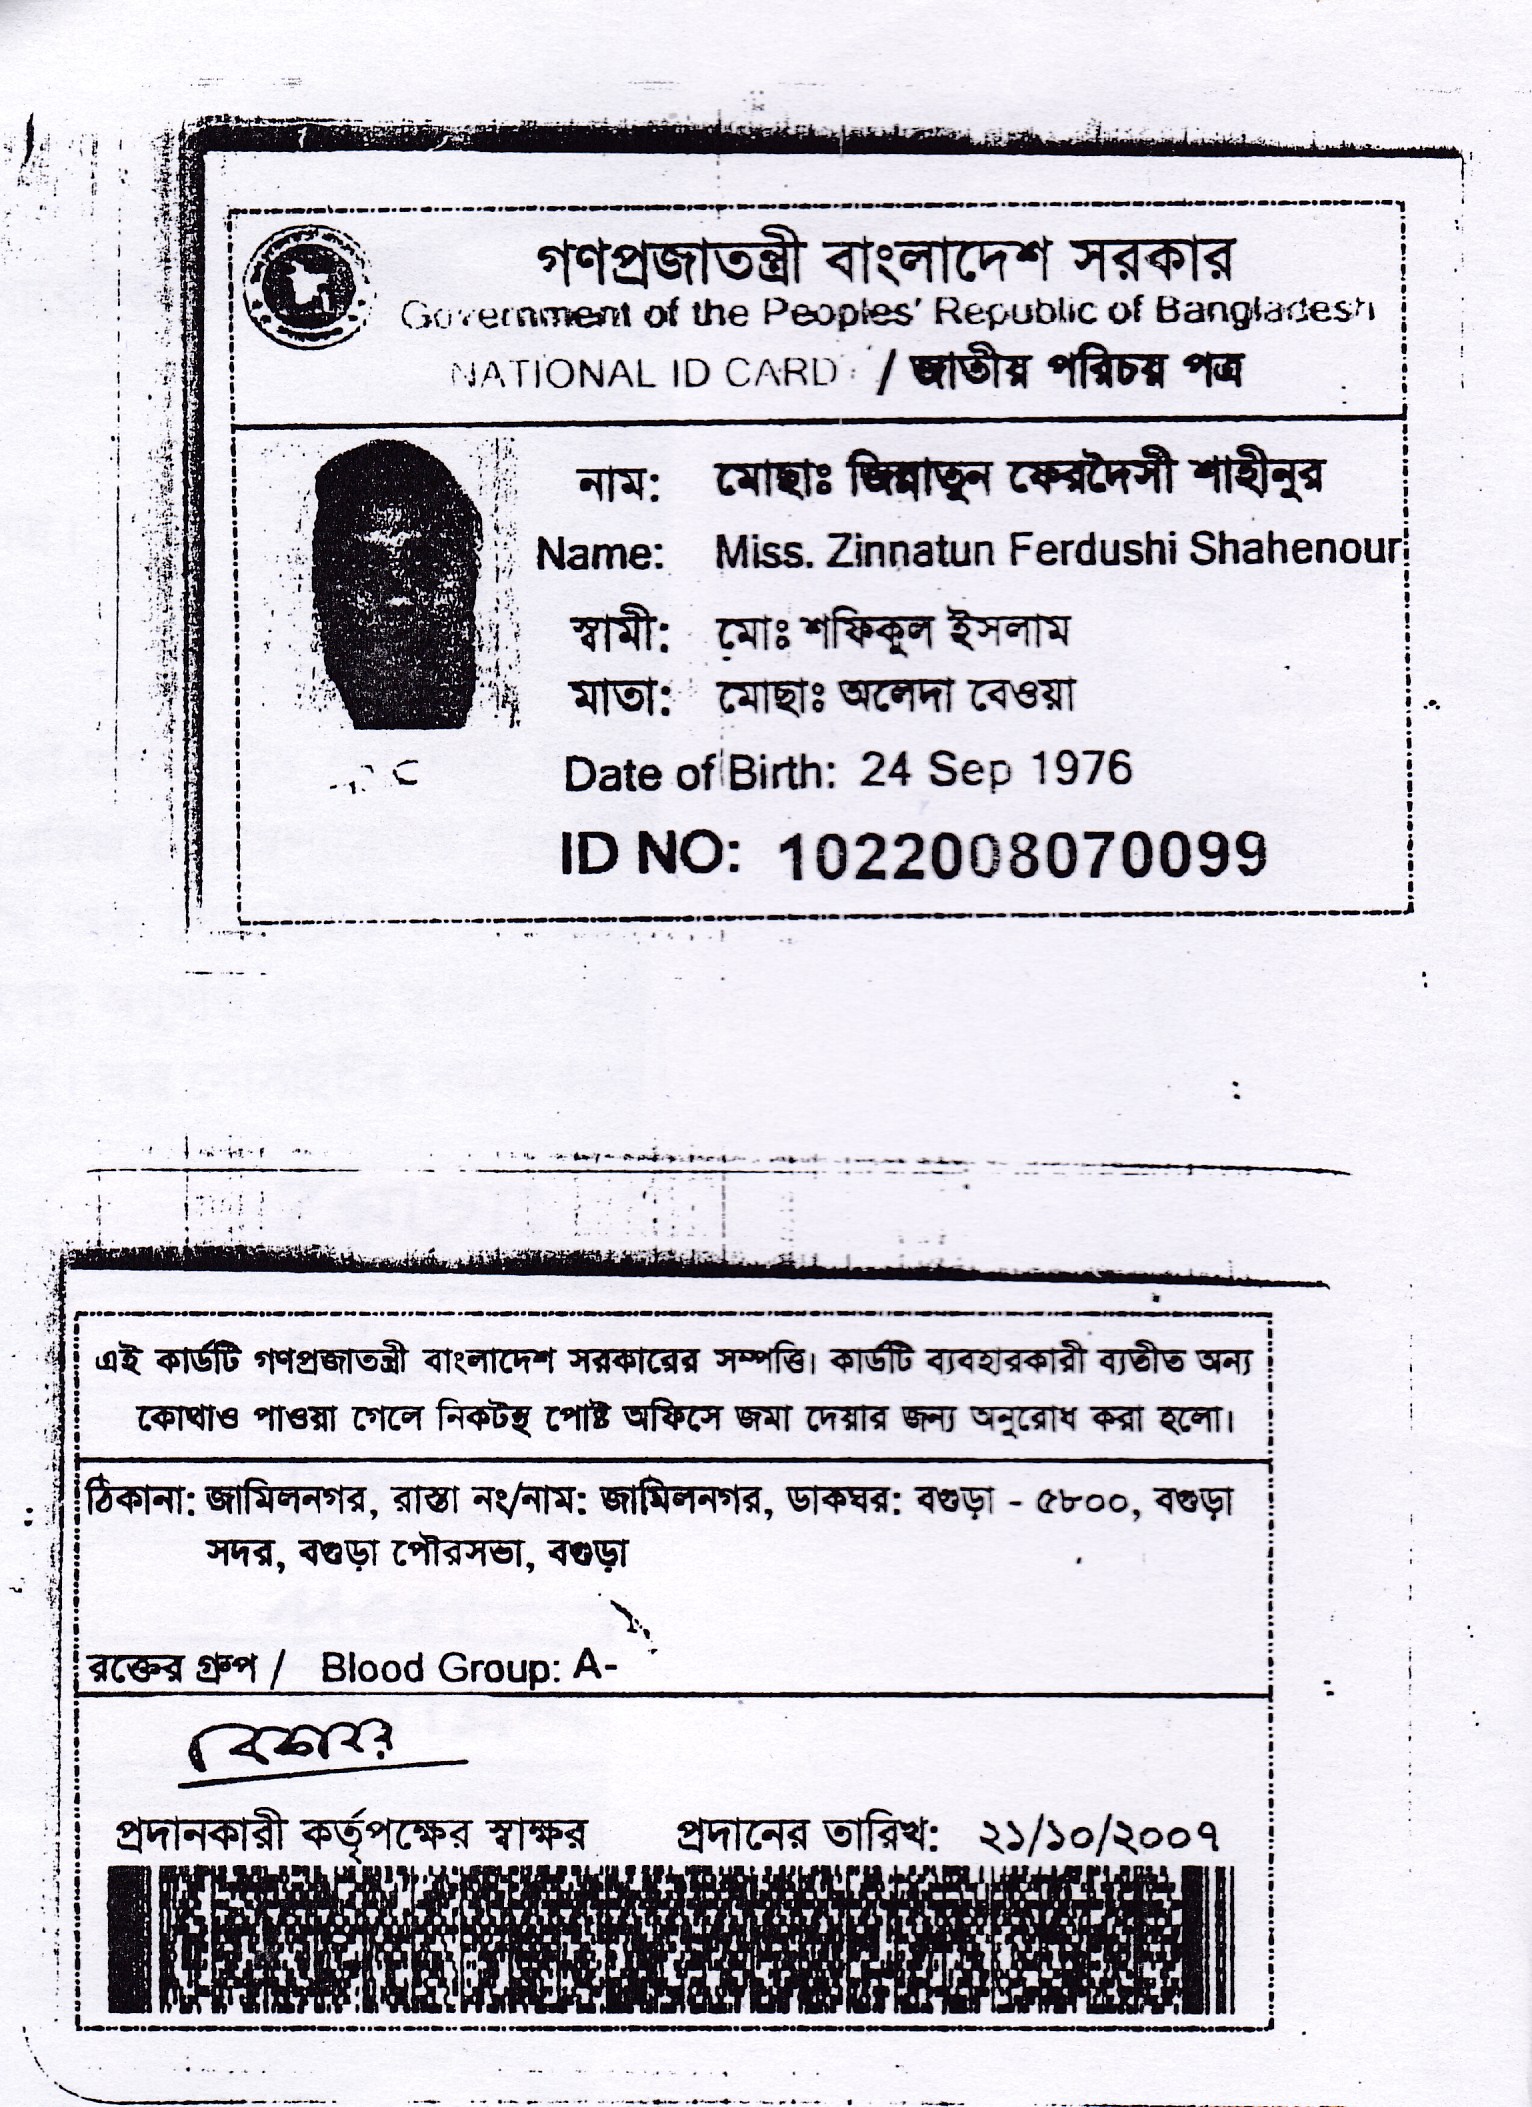 গণপ্রজাতন্ত্রী বাংলাদেশ সরকার
Government of the Peoples' Republic of Bangladesh
NATIONAL ID CARD / জাতীয় পরিচয় পত্র
নাম: মোছাঃ জিন্নাতুন ফেরদৈসী শাহীনুর
Name: Miss. Zinnatun Ferdushi Shahenour
স্বামী: মোঃ শফিকুল ইসলাম
মাতা: মোছাঃ অলেদা বেওয়া
Date of Birth: 24 Sep 1976
ID NO: 1022008070099
এই কার্ডটি গণপ্রজাতন্ত্রী বাংলাদেশ সরকারের সম্পত্তি। কার্ডটি ব্যবহারকারী ব্যতীত অন্য
কোথাও পাওয়া গেলে নিকটস্থ পোষ্ট অফিসে জমা দেয়ার জন্য অনুরোধ করা হলো।
ঠিকানা: জামিলনগর, রাস্তা নং/নাম: জামিলনগর, ডাকঘর: বগুড়া - ৫৮০০, বগুড়া
সদর, বগুড়া পৌরসভা, বগুড়া
রক্তের গ্রুপ / Blood Group: A-
প্রদানকারী কর্তৃপক্ষের স্বাক্ষর প্রদানের তারিখ: ২১/১০/২০০৭